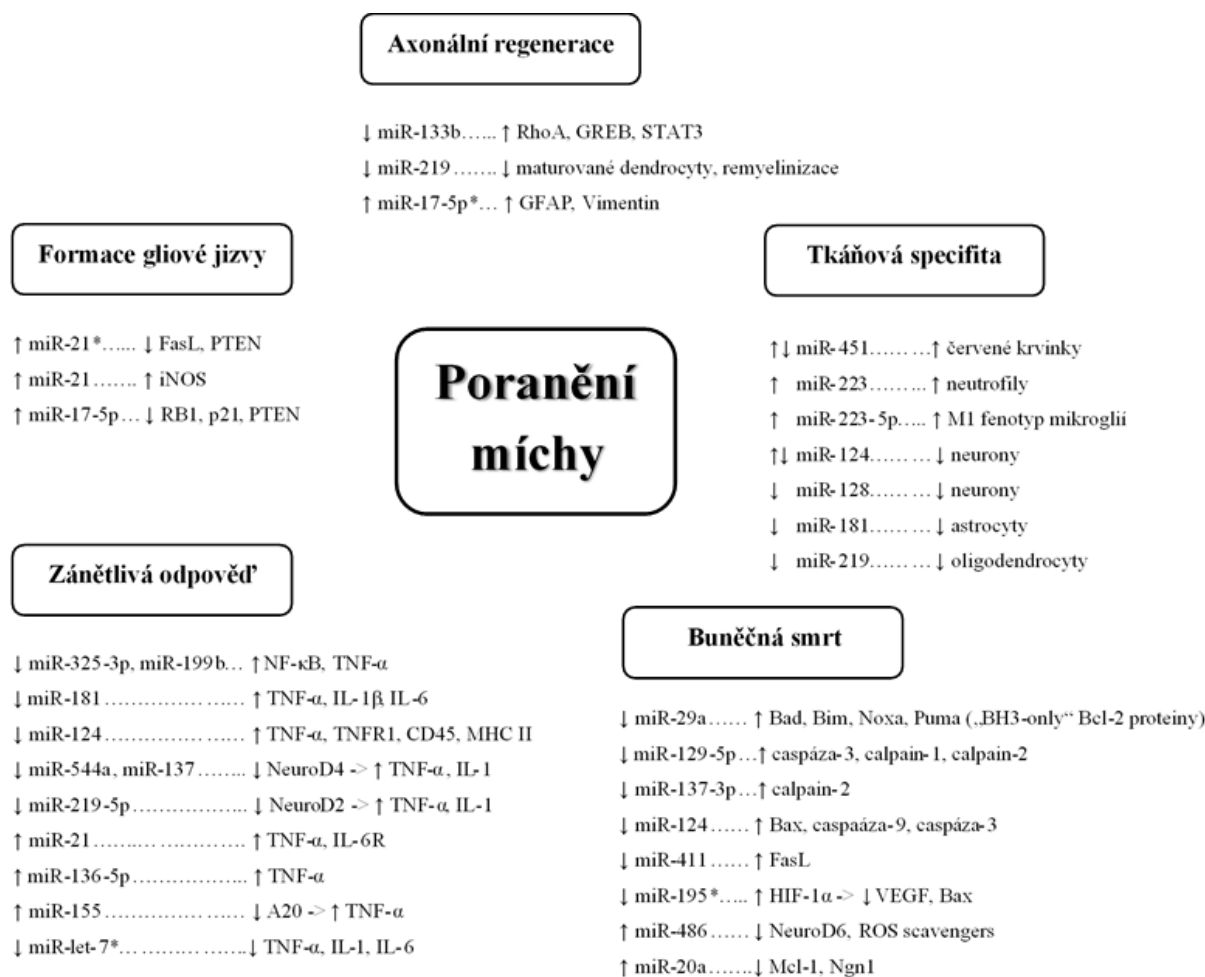 Axonální regenerace
↓ miR-133b…... ↑ RhoA, GREB, STAT3
↓ miR-219 ……. ↓ maturované dendrocyty, remyelinizace
↑ miR-17-5p*… ↑ GFAP, Vimentin
Formace gliové jizvy
↑ miR-21*…... ↓ FasL, PTEN
↑ miR-21 ……. ↑ iNOS
↑ miR-17-5p… ↓ RB1, p21, PTEN
Poranění
míchy
Tkáňová specifita
↑↓ miR-451…… …↑ červené krvinky
↑ miR-223 ……...↑ neutrofily
↑ miR-223-5p….. ↑ M1 fenotyp mikroglií
↑↓ miR-124…… … ↓ neurony
↓ miR-128…… … ↓ neurony
↓ miR-181…… … ↓ astrocyty
↓ miR-219…… … ↓ oligodendrocyty
Zánětlivá odpověď
↓ miR-325-3p, miR-199b… ↑NF-κB, TNF-α
↓ miR-181 …………… …… ↑ TNF-α, IL-1β, IL-6
↓ miR-124 …………… …… ↑ TNF-α, TNFR1, CD45, MHC II
↓ miR-544a, miR-137 …….. ↓ NeuroD4 -> ↑ TNF-α, IL-1
↓ miR-219-5p……………….. ↓ NeuroD2 -> ↑ TNF-α, IL-1
↑ miR-21 ……… …………. ↑ TNF-α, IL-6R
↑ miR-136-5p……………….. ↑ TNF-α
↑ miR-155 …………… …… ↓ A20 -> ↑ TNF-α
↓ miR-let-7*… …………….↓ TNF-α, IL-1, IL-6
Buněčná smrt
↓ miR-29a…… ↑ Bad, Bim, Noxa, Puma („BH3-only“ Bcl-2 proteiny)
↓ miR-129-5p…↑ caspáza-3, calpain-1, calpain-2
↓ miR-137-3p…↑ calpain-2
↓ miR-124…… ↑ Bax, caspaáza-9, caspáza-3
↓ miR-411…… ↑ FasL
↓ miR-195*….. ↑ HIF-1α -> ↓ VEGF, Bax
↑ miR-486…… ↓ NeuroD6, ROS scavengers
↑ miR-20a……↓ Mcl-1, Ngn1